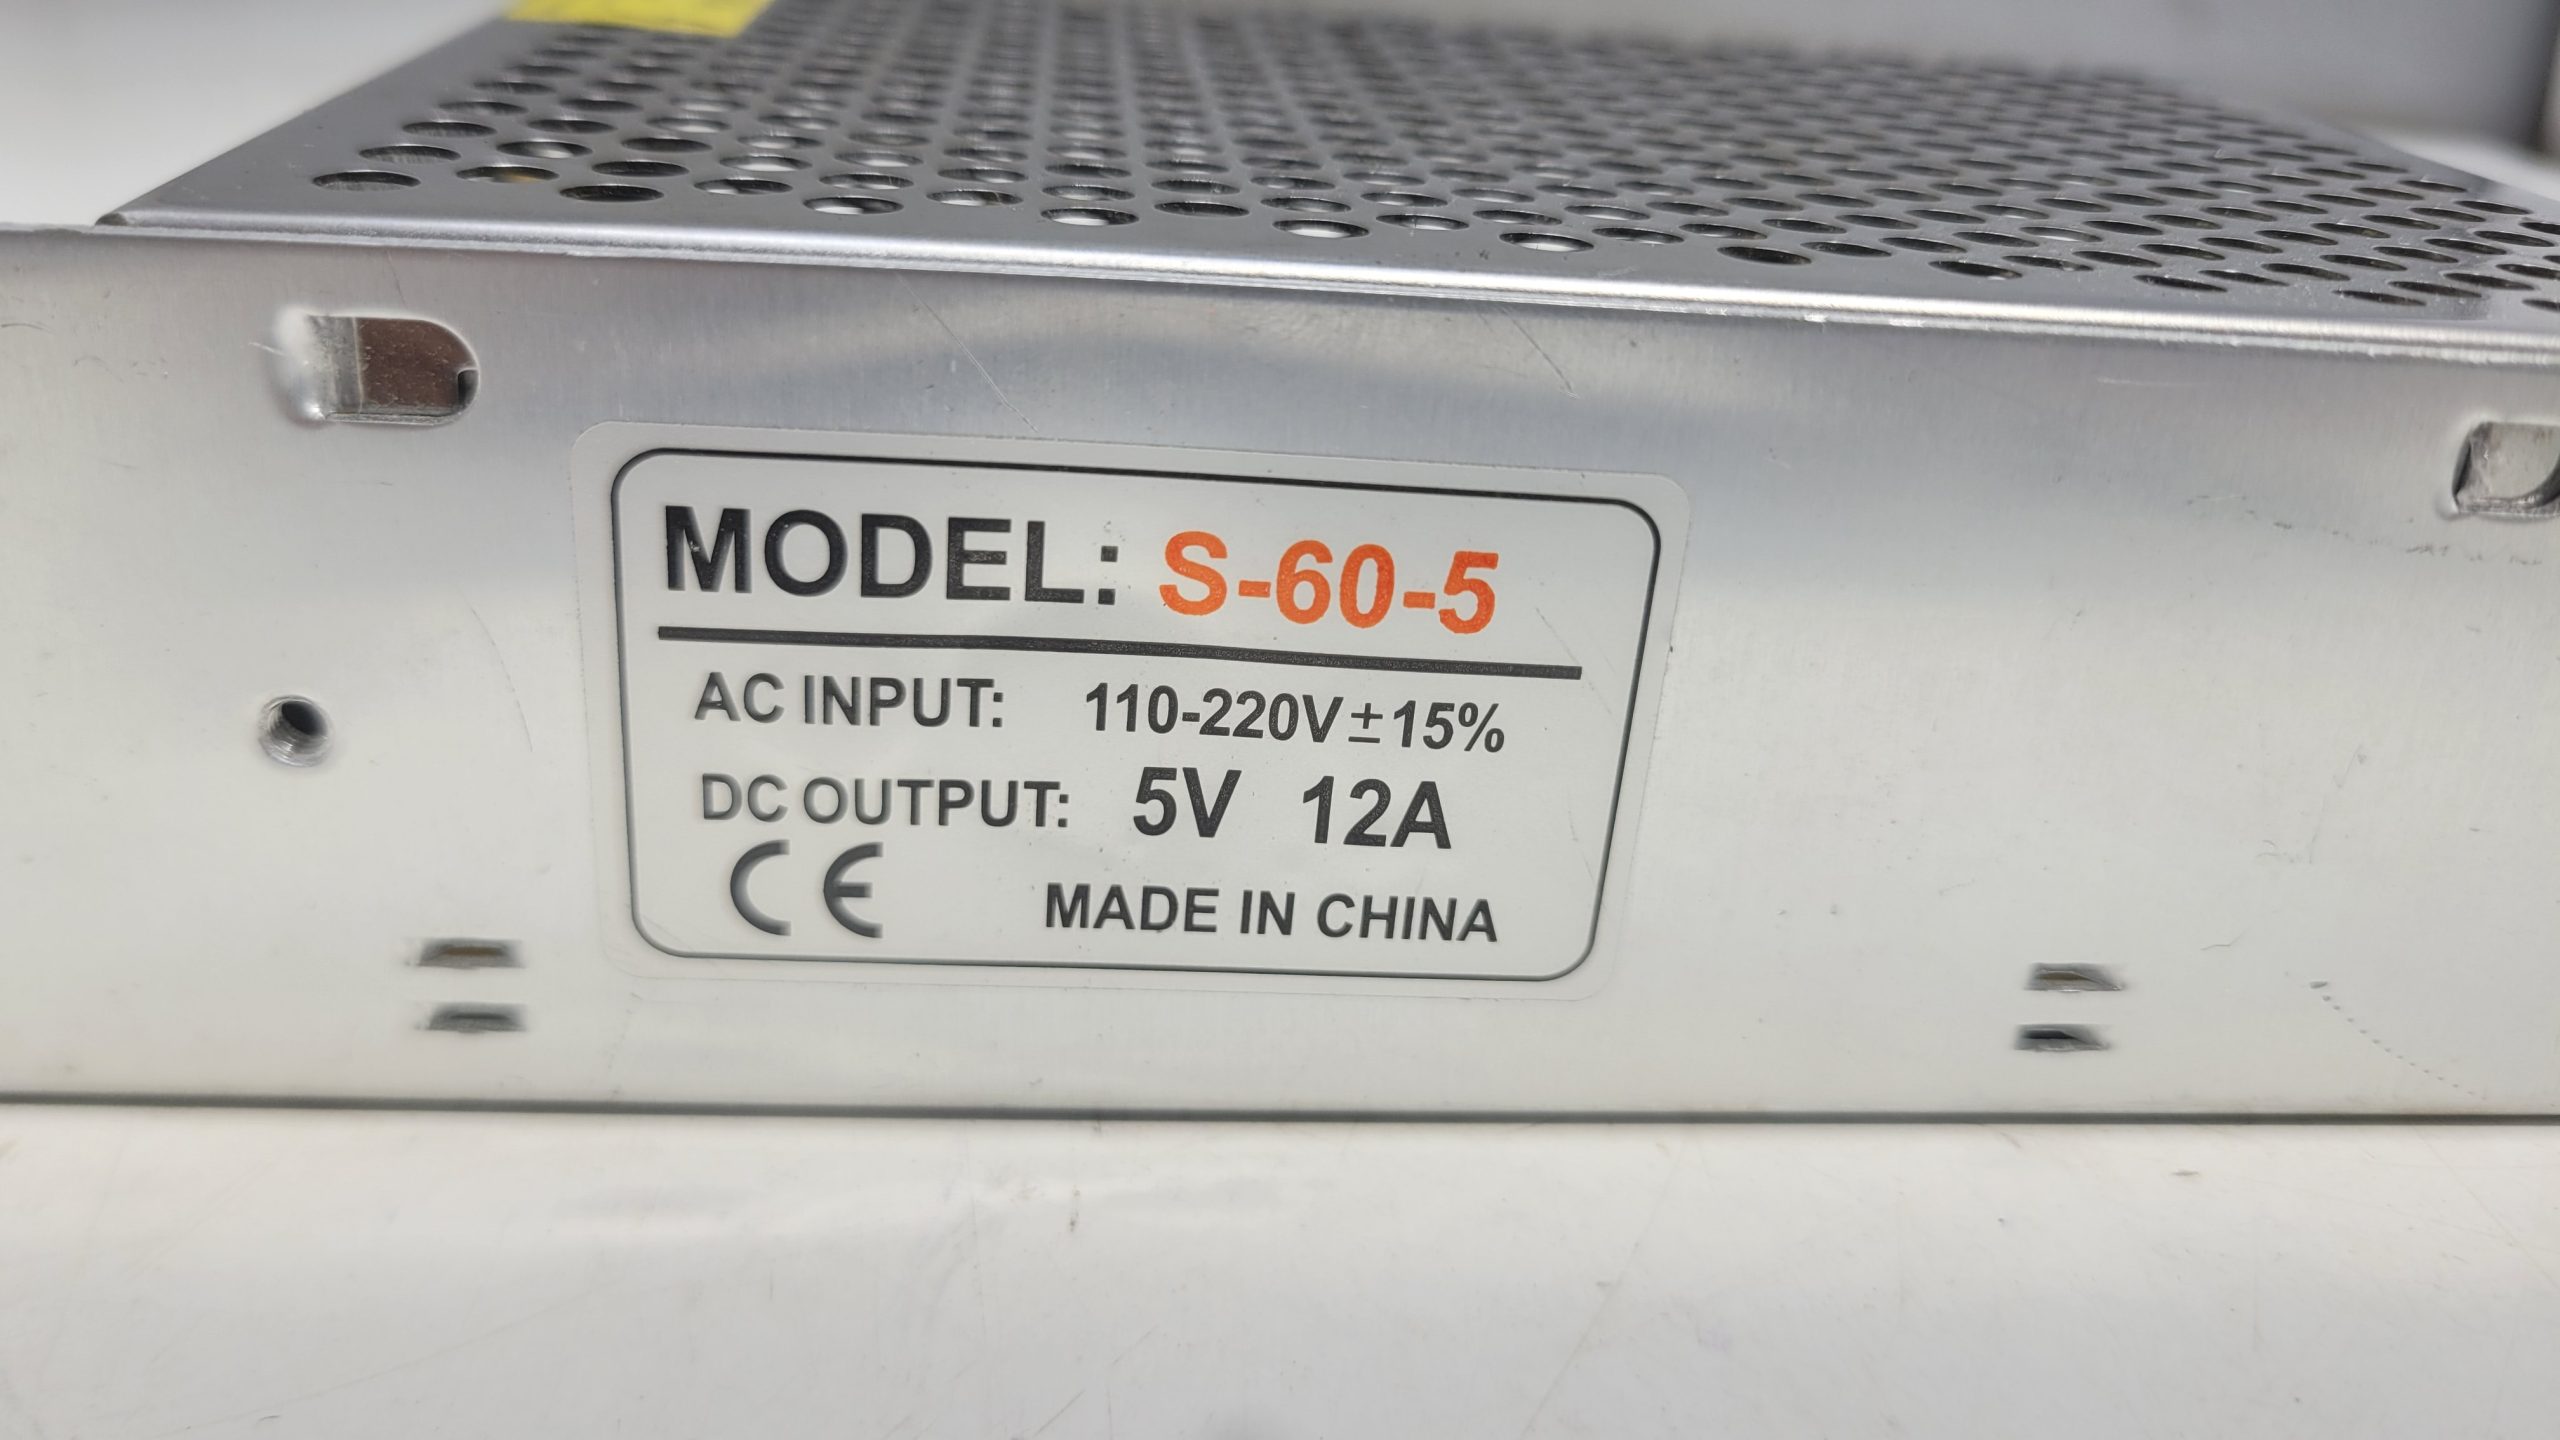 MODEL: S-60-5
AC INPUT: 110-220V±15%
DC OUTPUT: 5V 12A
CE MADE IN CHINA